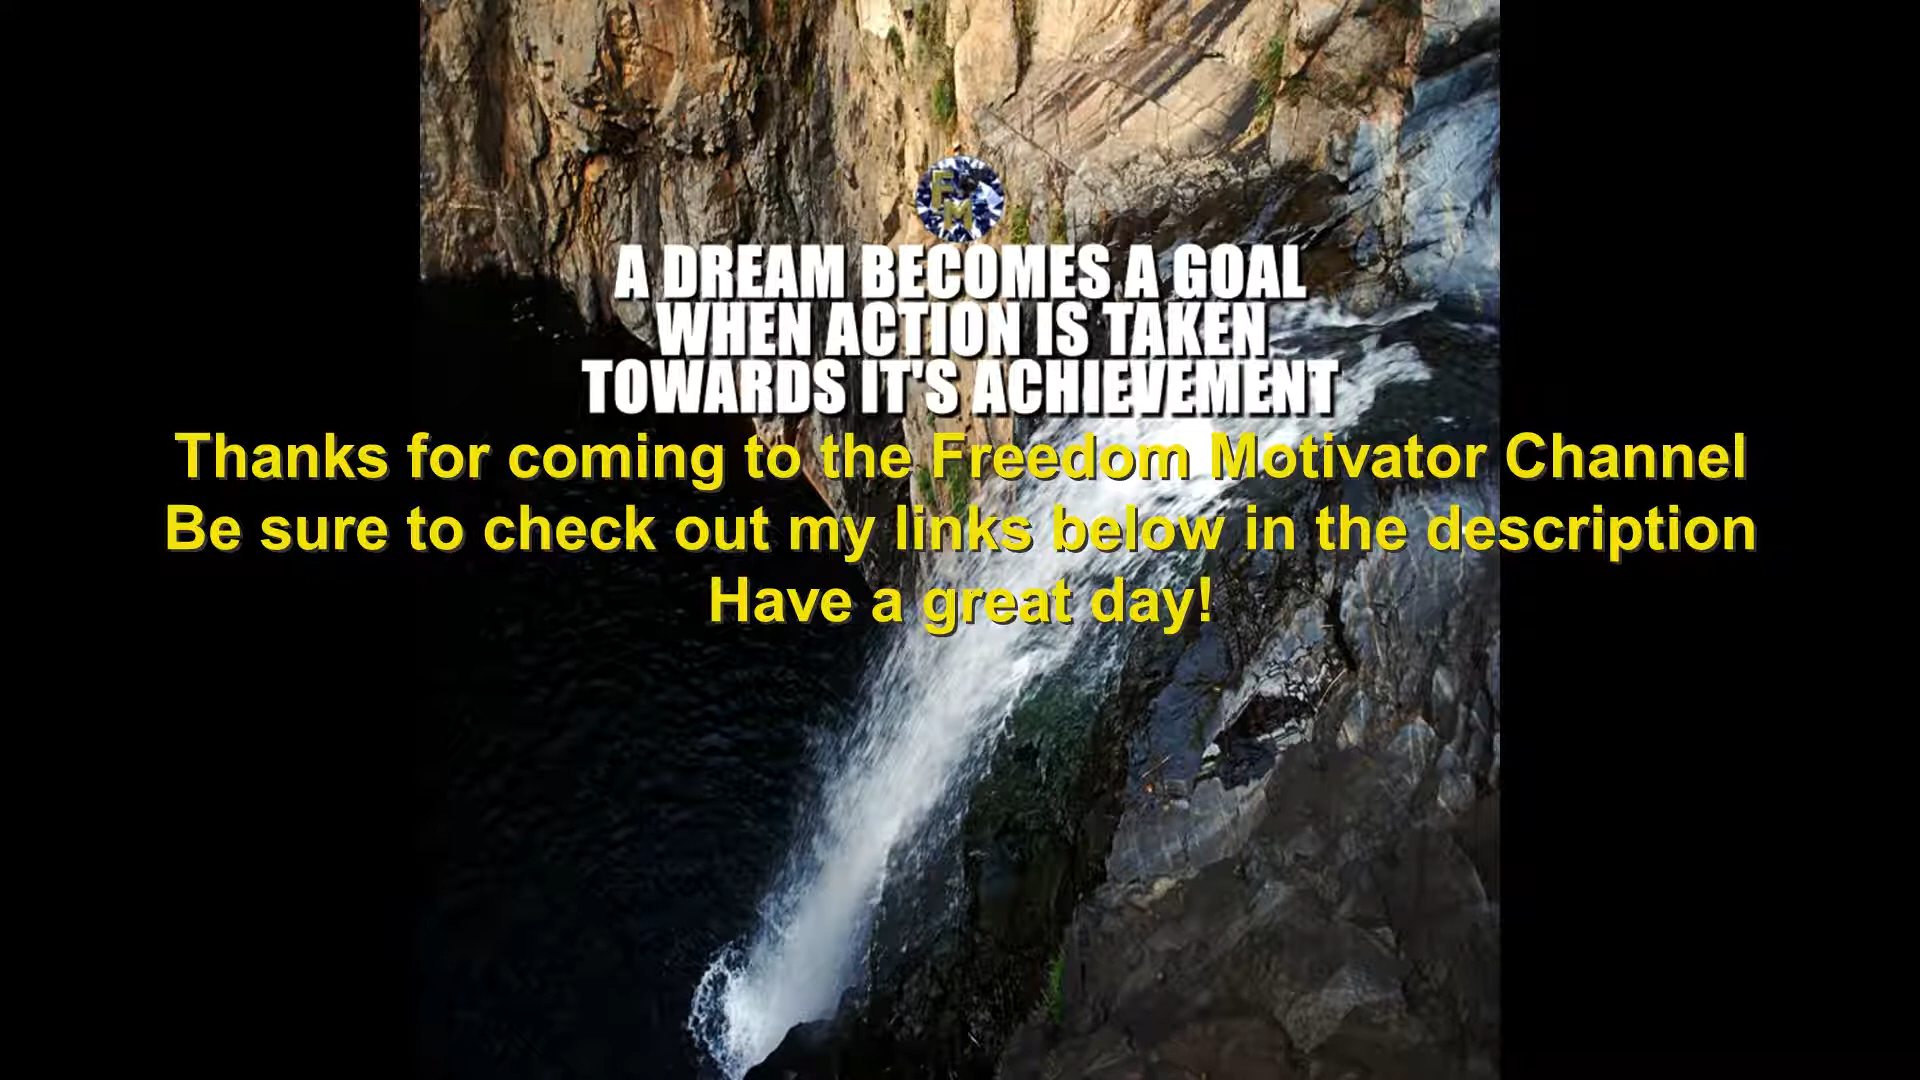 FM
A DREAM BECOMES A GOAL
WHEN ACTION IS TAKEN
TOWARDS IT'S ACHIEVEMENT
Thanks for coming to the Freedom Motivator Channel
Be sure to check out my links below in the description
Have a great day!